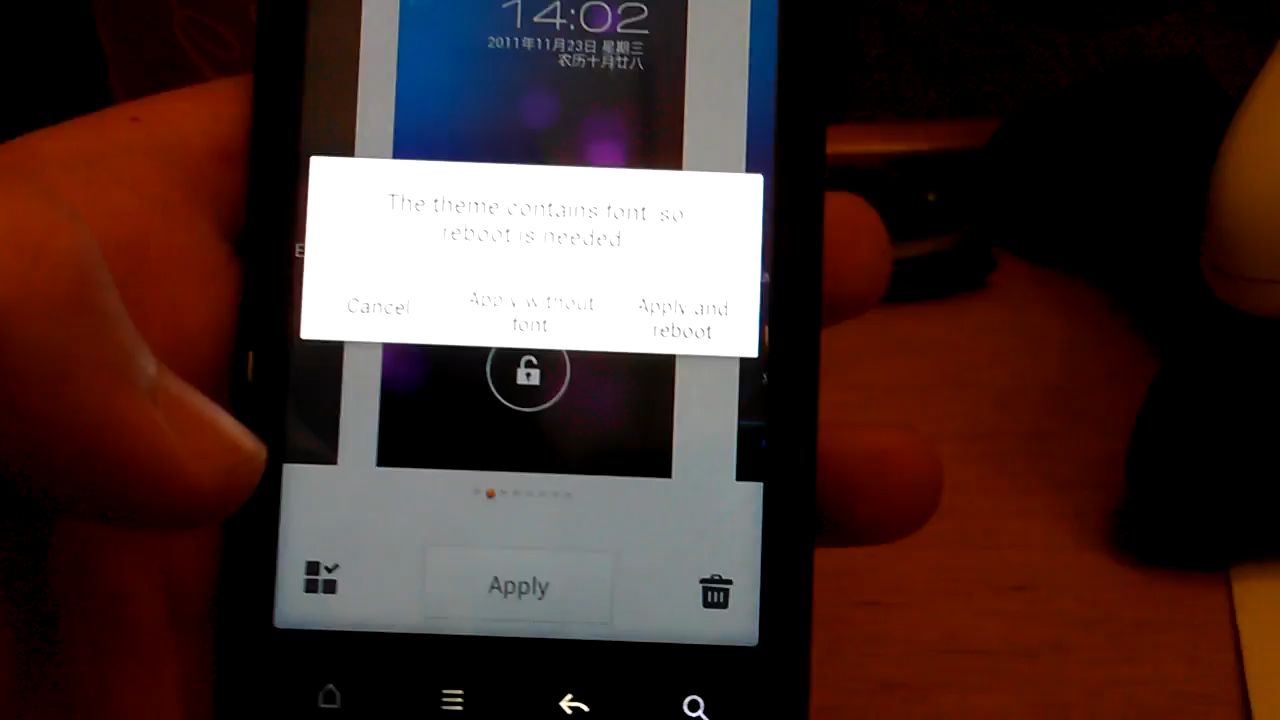 14:02
2011年11月23日 星期三
农历十月廿八
The theme contains font, so
reboot is needed.
Cancel
Apply without
font
Apply and
reboot
Apply